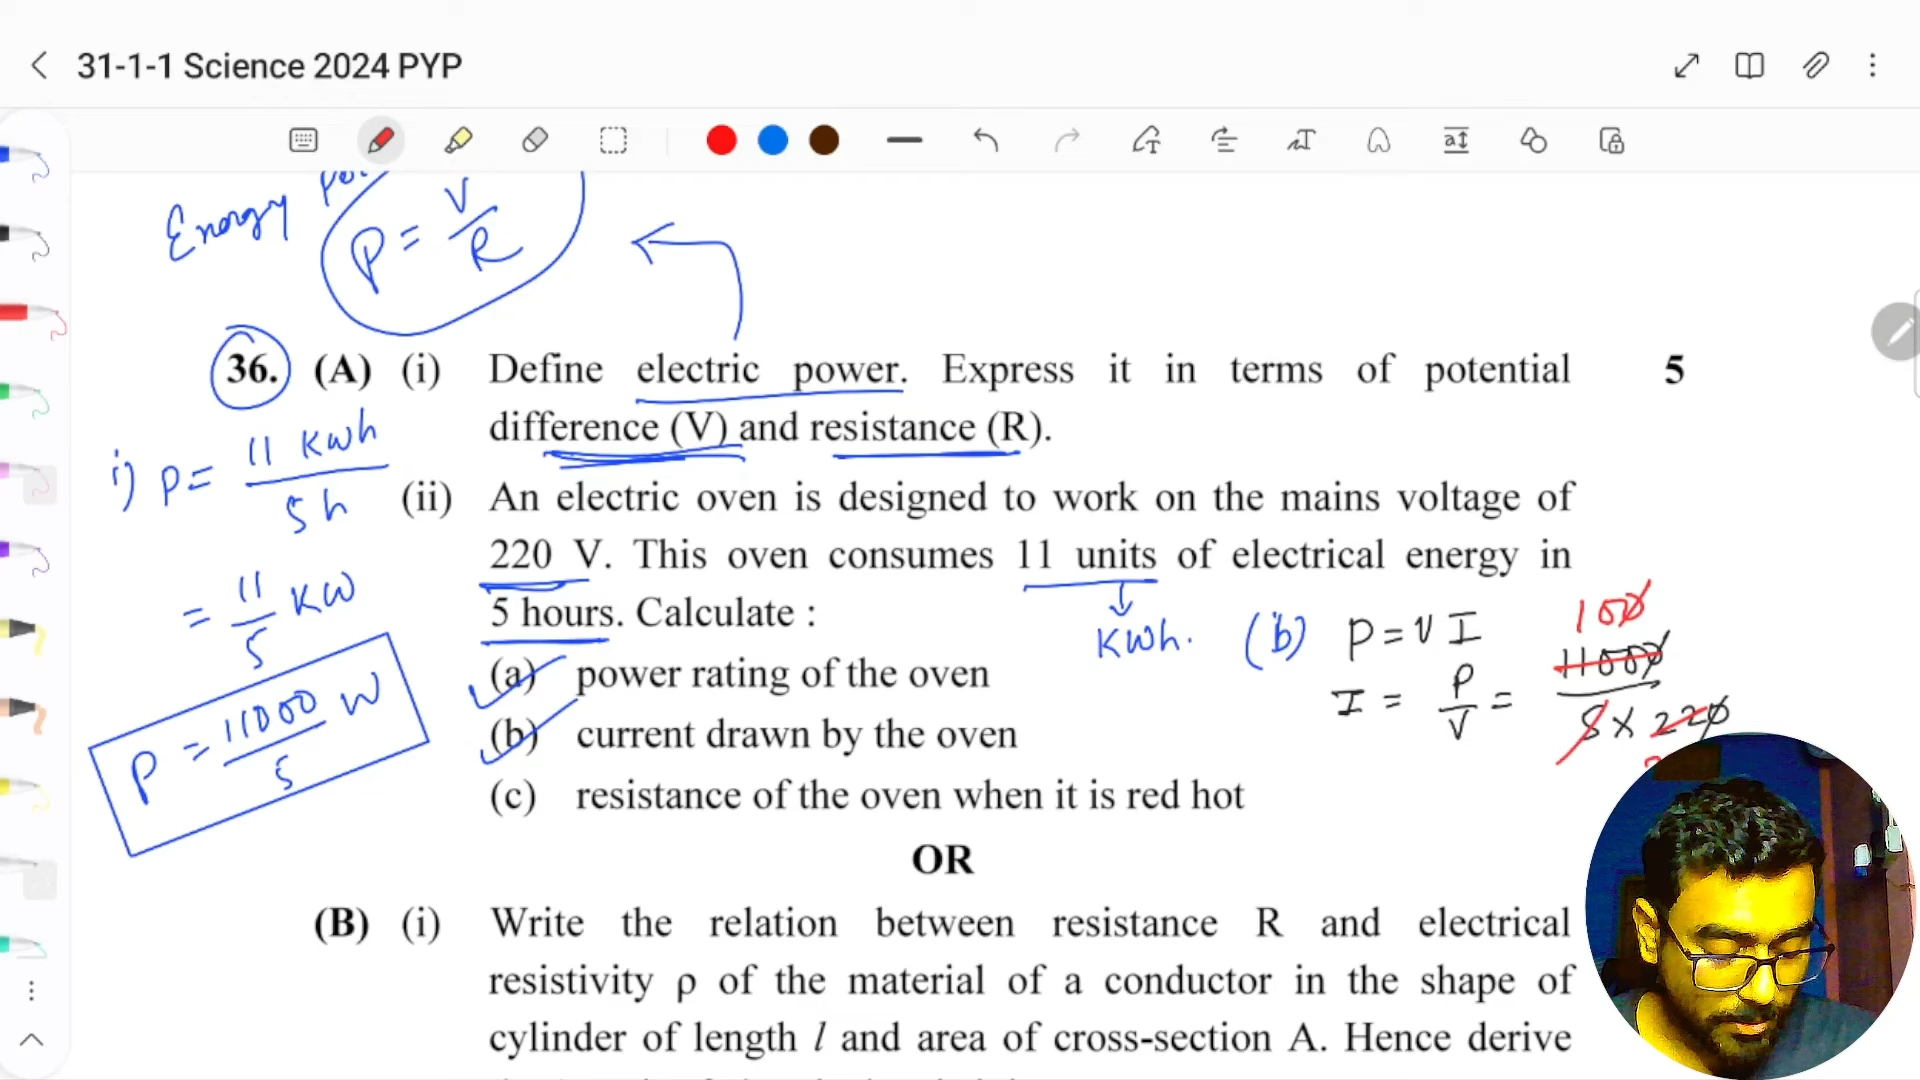 31-1-1 Science 2024 PYP
Energy
P = V/R
36. (A) (i) Define electric power. Express it in terms of potential 5
difference (V) and resistance (R).
i) P = 11 Kwh / 5h
(ii) An electric oven is designed to work on the mains voltage of
220 V. This oven consumes 11 units of electrical energy in
5 hours. Calculate :
= 11/5 KW
Kwh.
(a) power rating of the oven
(b) current drawn by the oven
(c) resistance of the oven when it is red hot
P = 11000/5 W
(b) P = V I
100
I = P/V = 11000 / 5 x 220
OR
(B) (i) Write the relation between resistance R and electrical
resistivity ρ of the material of a conductor in the shape of
cylinder of length l and area of cross-section A. Hence derive